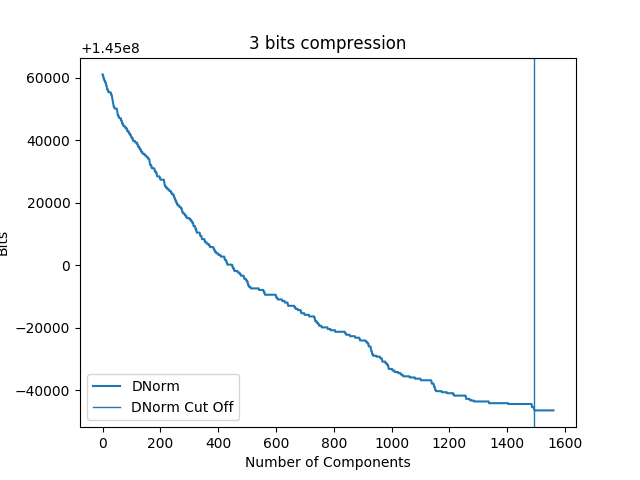 3 bits compression
+1.45e8
60000
40000
20000
0
−20000
−40000
Bits
DNorm
DNorm Cut Off
0 200 400 600 800 1000 1200 1400 1600
Number of Components